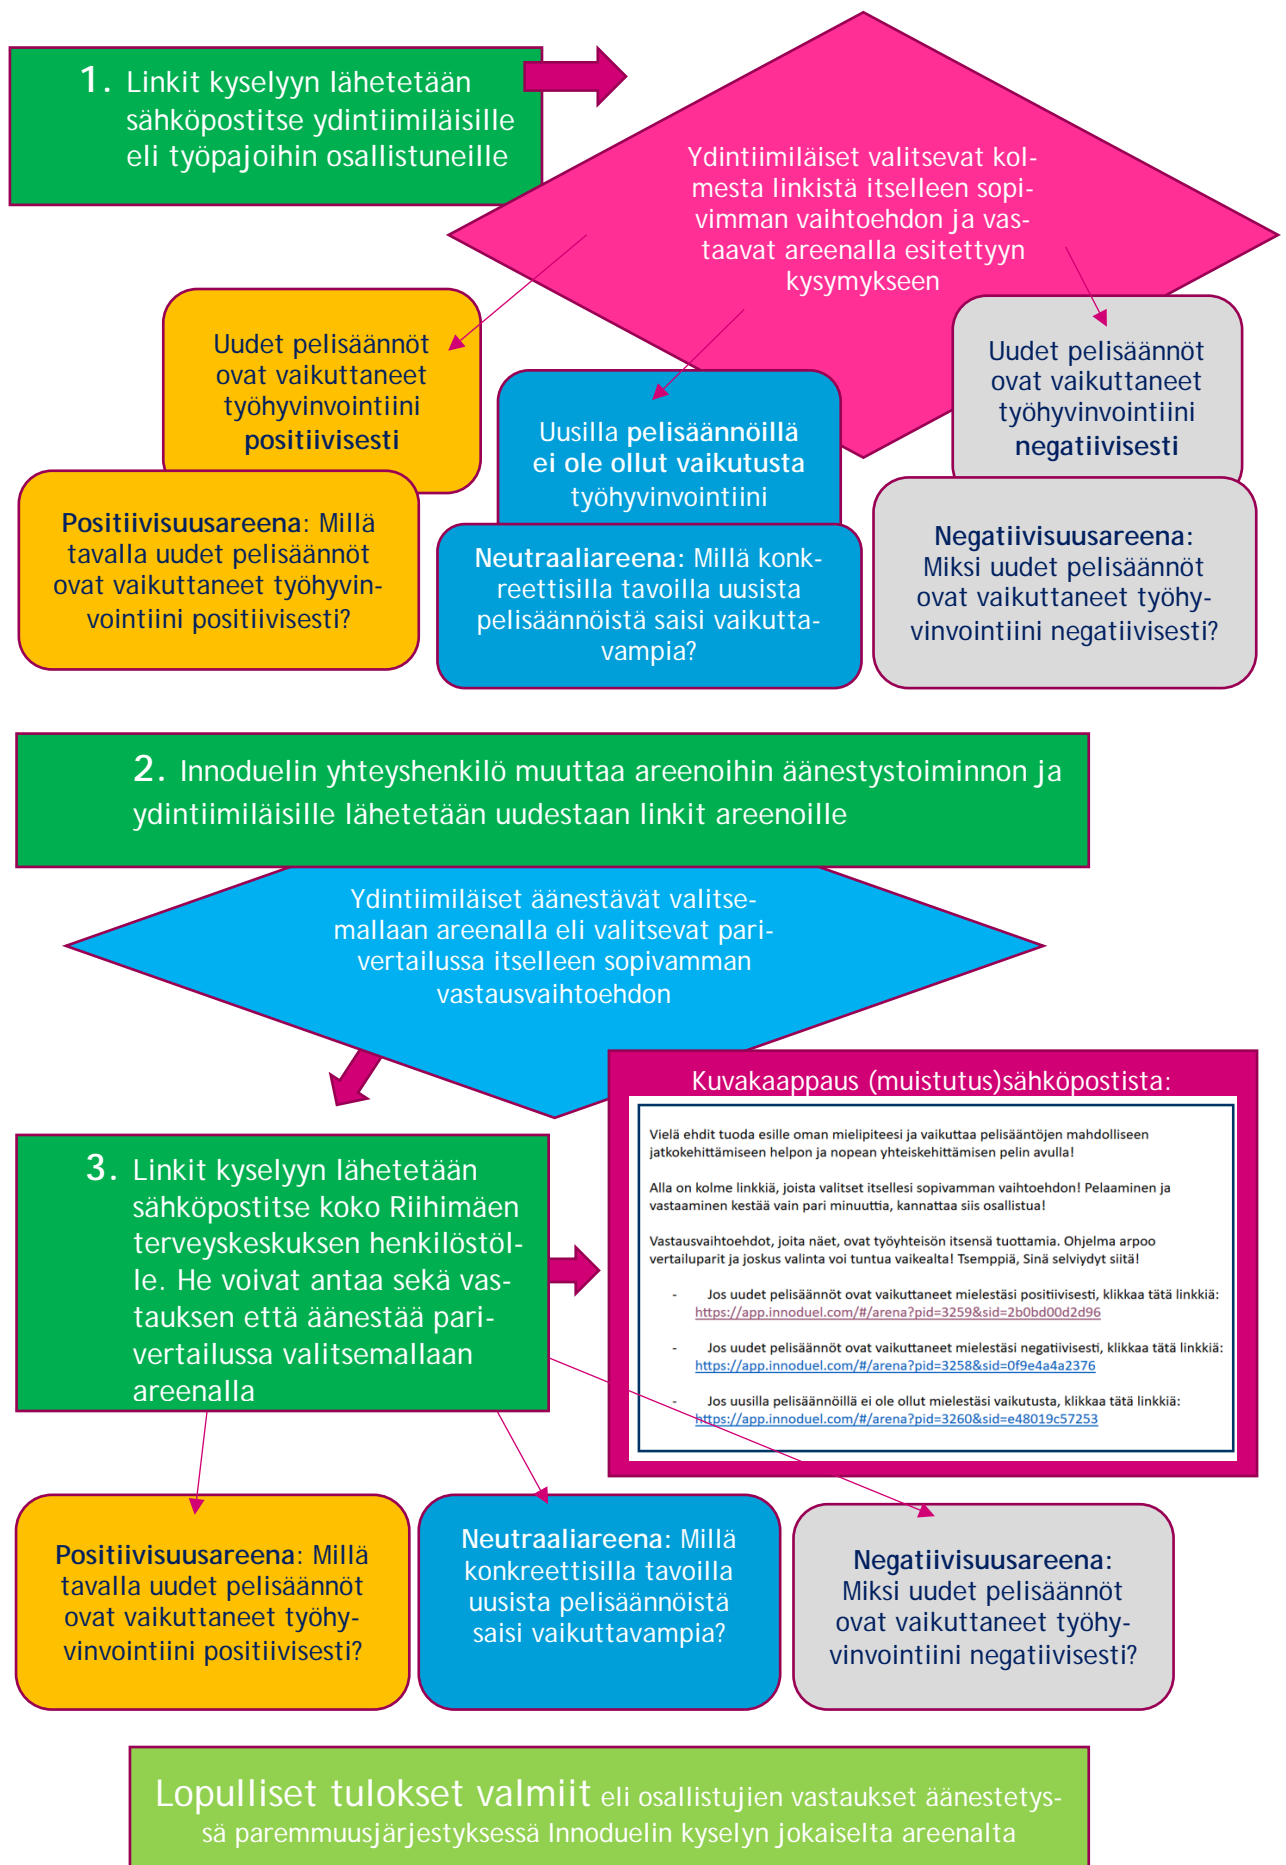 1. Linkit kyselyyn lähetetään
sähköpostitse ydintiimiläisille
eli työpajoihin osallistuneille
Ydintiimiläiset valitsevat kol-
mesta linkistä itselleen sopi-
vimman vaihtoehdon ja vas-
taavat areenalla esitettyyn
kysymykseen
Uudet pelisäännöt
ovat vaikuttaneet
työhyvinvointiini
positiivisesti
Uusilla pelisäännöillä
ei ole ollut vaikutusta
työhyvinvointiini
Uudet pelisäännöt
ovat vaikuttaneet
työhyvinvointiini
negatiivisesti
Positiivisuusareena: Millä
tavalla uudet pelisäännöt
ovat vaikuttaneet työhyvin-
vointiini positiivisesti?
Neutraaliareena: Millä konk-
reettisilla tavoilla uusista
pelisäännöistä saisi vaikutta-
vampia?
Negatiivisuusareena:
Miksi uudet pelisäännöt
ovat vaikuttaneet työhy-
vinvointiini negatiivisesti?
2. Innoduelin yhteyshenkilö muuttaa areenoihin äänestystoiminnon ja
ydintiimiläisille lähetetään uudestaan linkit areenoille
Ydintiimiläiset äänestävät valitse-
mallaan areenalla eli valitsevat pari-
vertailussa itselleen sopivamman
vastausvaihtoehdon
3. Linkit kyselyyn lähetetään
sähköpostitse koko Riihimäen
terveyskeskuksen henkilöstöl-
le. He voivat antaa sekä vas-
tauksen että äänestää pari-
vertailussa valitsemallaan
areenalla
Kuvakaappaus (muistutus)sähköpostista:
Vielä ehdit tuoda esille oman mielipiteesi ja vaikuttaa pelisääntöjen mahdolliseen
jatkokehittämiseen helpon ja nopean yhteiskehittämisen pelin avulla!
Alla on kolme linkkiä, joista valitset itsellesi sopivamman vaihtoehdon! Pelaaminen ja
vastaaminen kestää vain pari minuuttia, kannattaa siis osallistua!
Vastausvaihtoehdot, joita näet, ovat työyhteisön itsensä tuottamia. Ohjelma arpoo
vertailuparit ja joskus valinta voi tuntua vaikealta! Tsemppiä, Sinä selviydyt siitä!
- Jos uudet pelisäännöt ovat vaikuttaneet mielestäsi positiivisesti, klikkaa tätä linkkiä:
https://app.innoduel.com/#/arena?pid=3259&sid=2b0bd00d2d96
- Jos uudet pelisäännöt ovat vaikuttaneet mielestäsi negatiivisesti, klikkaa tätä linkkiä:
https://app.innoduel.com/#/arena?pid=3258&sid=0f9e4a4a2376
- Jos uusilla pelisäännöillä ei ole ollut mielestäsi vaikutusta, klikkaa tätä linkkiä:
https://app.innoduel.com/#/arena?pid=3260&sid=e48019c57253
Positiivisuusareena: Millä
tavalla uudet pelisäännöt
ovat vaikuttaneet työhy-
vinvointiini positiivisesti?
Neutraaliareena: Millä
konkreettisilla tavoilla
uusista pelisäännöistä
saisi vaikuttavampia?
Negatiivisuusareena:
Miksi uudet pelisäännöt
ovat vaikuttaneet työhy-
vinvointiini negatiivisesti?
Lopulliset tulokset valmiit eli osallistujien vastaukset äänestetys-
sä paremmuusjärjestyksessä Innoduelin kyselyn jokaiselta areenalta